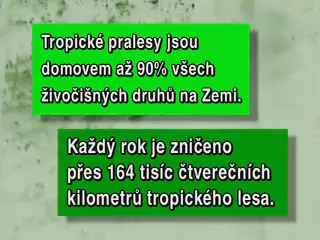 Tropické pralesy jsou
domovem až 90% všech
živočišných druhů na Zemi.
Každý rok je zničeno
přes 164 tisíc čtverečních
kilometrů tropického lesa.